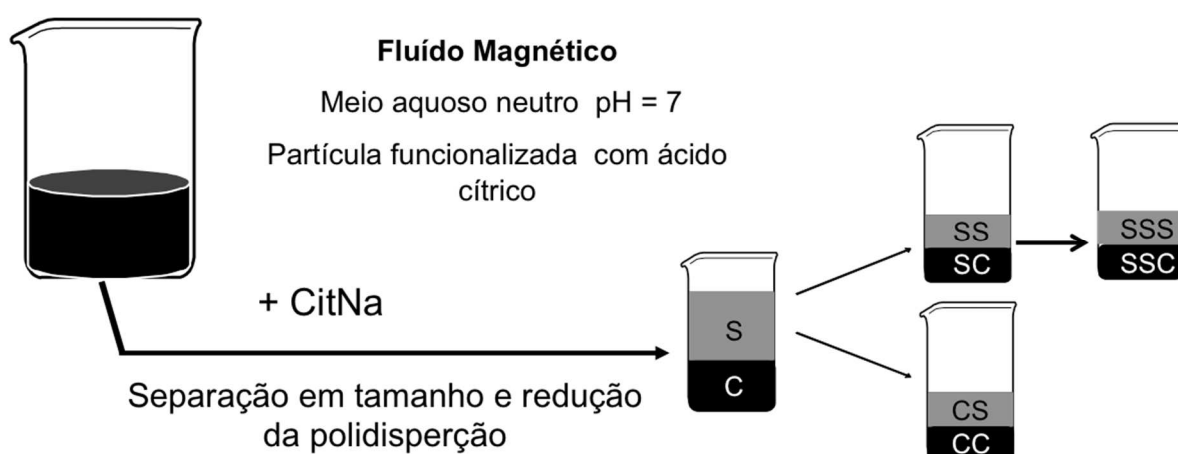 Fluído Magnético
Meio aquoso neutro pH = 7
Partícula funcionalizada com ácido
cítrico
+ CitNa
Separação em tamanho e redução
da polidisperção
S
C
SS
SC
SSS
SSC
CS
CC